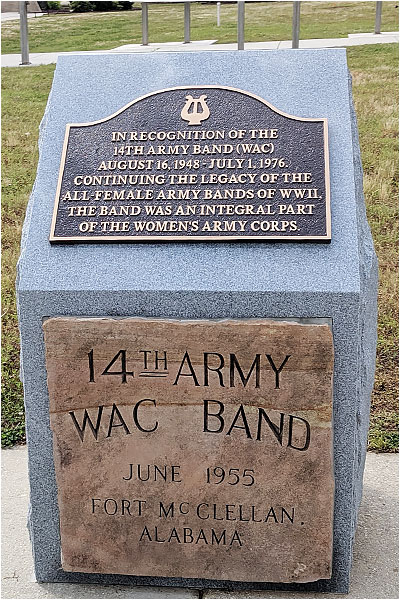 IN RECOGNITION OF THE
14TH ARMY BAND (WAC)
AUGUST 16, 1948 - JULY 1, 1976.
CONTINUING THE LEGACY OF THE
ALL-FEMALE ARMY BANDS OF WWII,
THE BAND WAS AN INTEGRAL PART
OF THE WOMEN'S ARMY CORPS.
14TH ARMY
WAC BAND
JUNE 1955
FORT MCCLELLAN.
ALABAMA